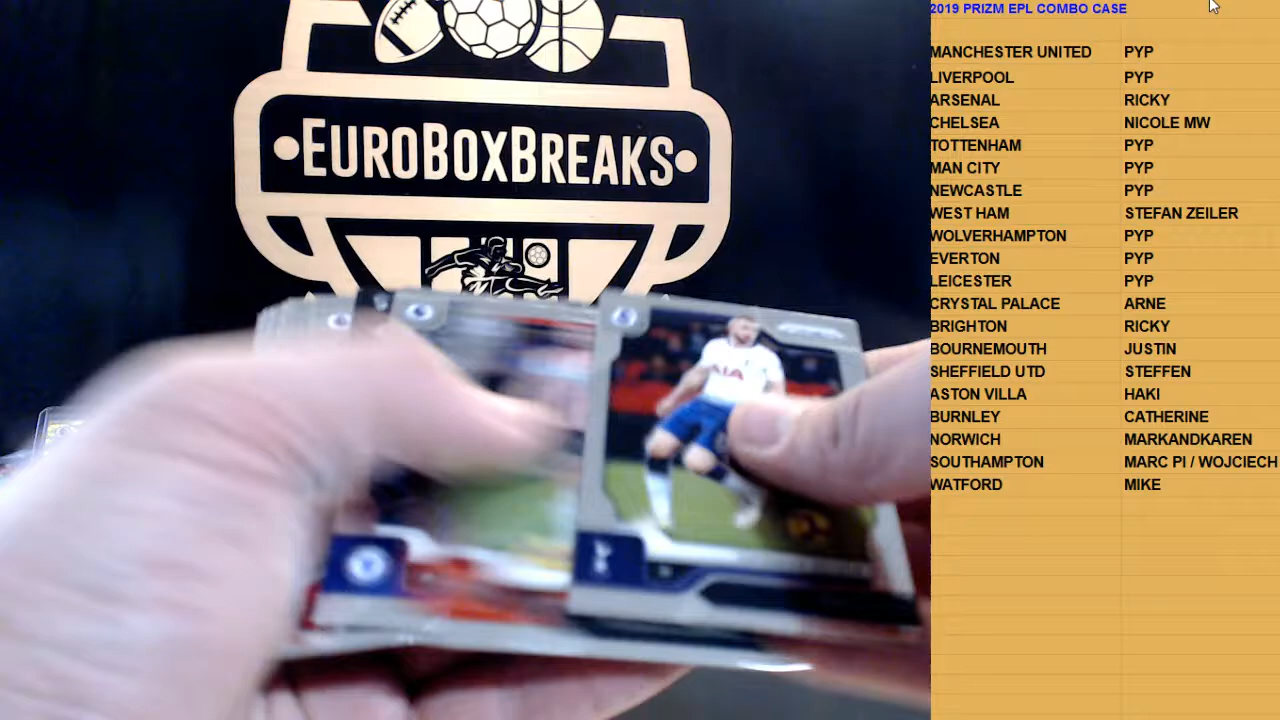 2019 PRIZM EPL COMBO CASE
MANCHESTER UNITED PYP
LIVERPOOL PYP
ARSENAL RICKY
CHELSEA NICOLE MW
TOTTENHAM PYP
MAN CITY PYP
NEWCASTLE PYP
WEST HAM STEFAN ZEILER
WOLVERHAMPTON PYP
EVERTON PYP
LEICESTER PYP
CRYSTAL PALACE ARNE
BRIGHTON RICKY
BOURNEMOUTH JUSTIN
SHEFFIELD UTD STEFFEN
ASTON VILLA HAKI
BURNLEY CATHERINE
NORWICH MARKANDKAREN
SOUTHAMPTON MARC PI / WOJCIECH
WATFORD MIKE
•EUROBOXBREAKS•
AIA